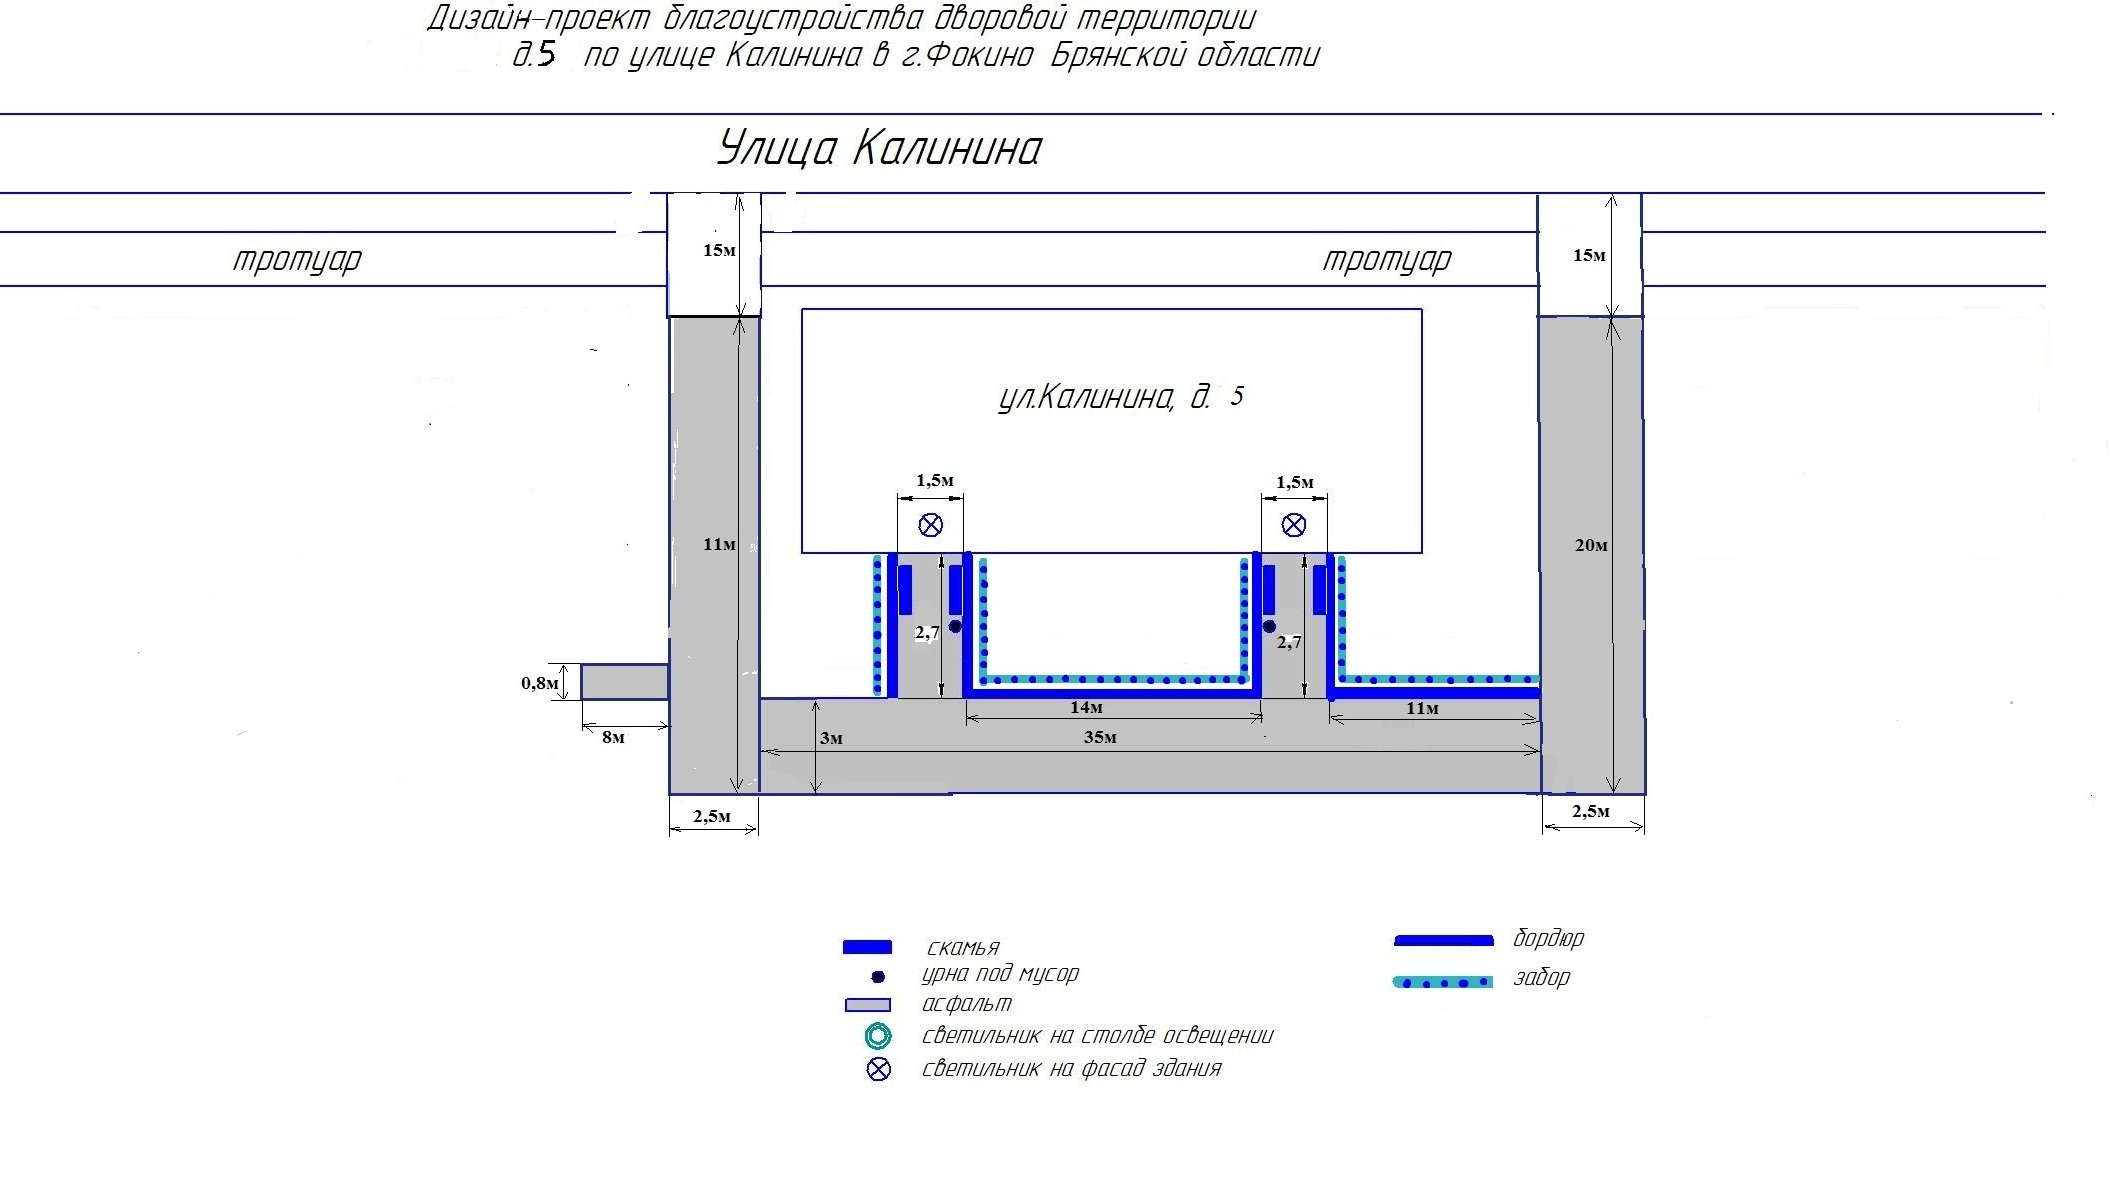 Дизайн-проект благоустройства дворовой территории
д.5 по улице Калинина в г.Фокино Брянской области
Улица Калинина
15м
15м
тротуар
тротуар
ул.Калинина, д. 5
1,5м
1,5м
11м
20м
2,7
2,7
0,8м
14м
11м
8м
3м
35м
2,5м
2,5м
скамья
бордюр
урна под мусор
забор
асфальт
светильник на столбе освещении
светильник на фасад здания